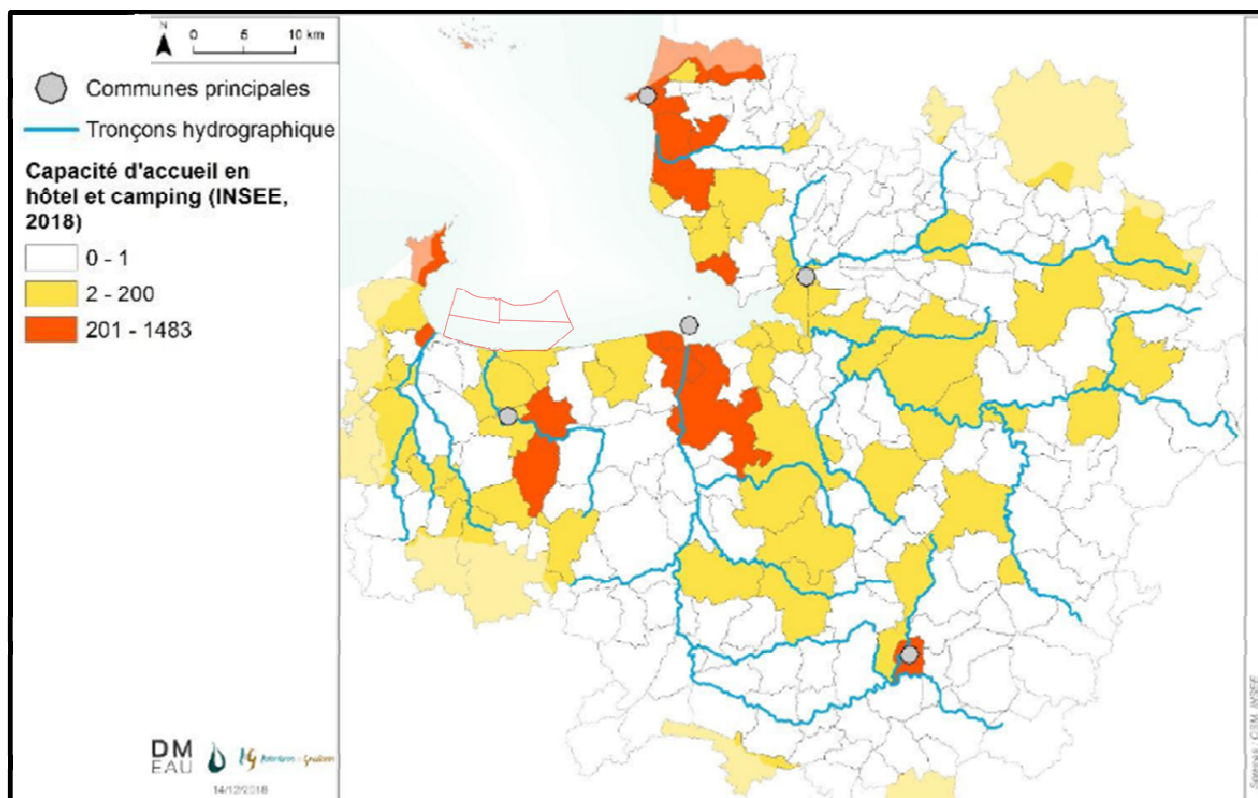 N
0 5 10 km
Communes principales
Tronçons hydrographique
Capacité d'accueil en
hôtel et camping (INSEE,
2018)
0 - 1
2 - 200
201 - 1483
DM
EAU
14/12/2018